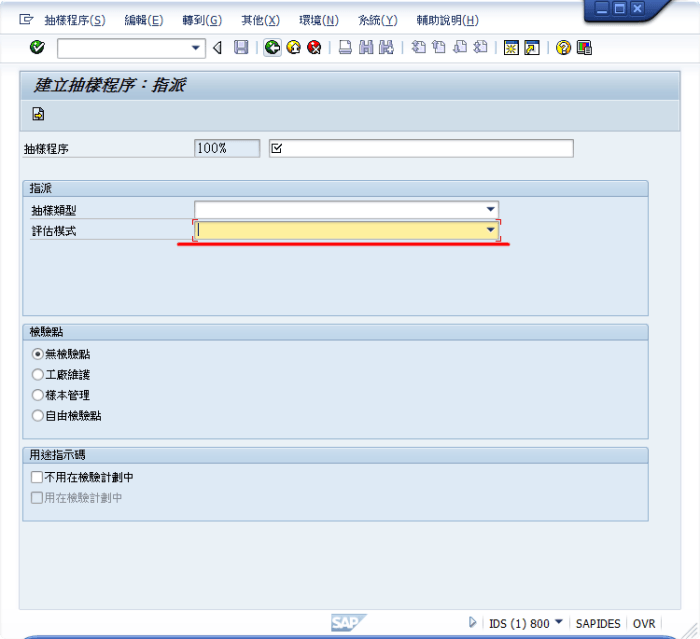 抽樣程序(S) 編輯(E) 轉到(G) 其他(X) 環境(N) 系統(Y) 輔助說明(H)
建立抽樣程序：指派
抽樣程序 100%
指派
抽樣類型
評估模式
檢驗點
無檢驗點
工廠維護
樣本管理
自由檢驗點
用途指示碼
不用在檢驗計劃中
用在檢驗計劃中
SAP IDS (1) 800 SAPIDES OVR